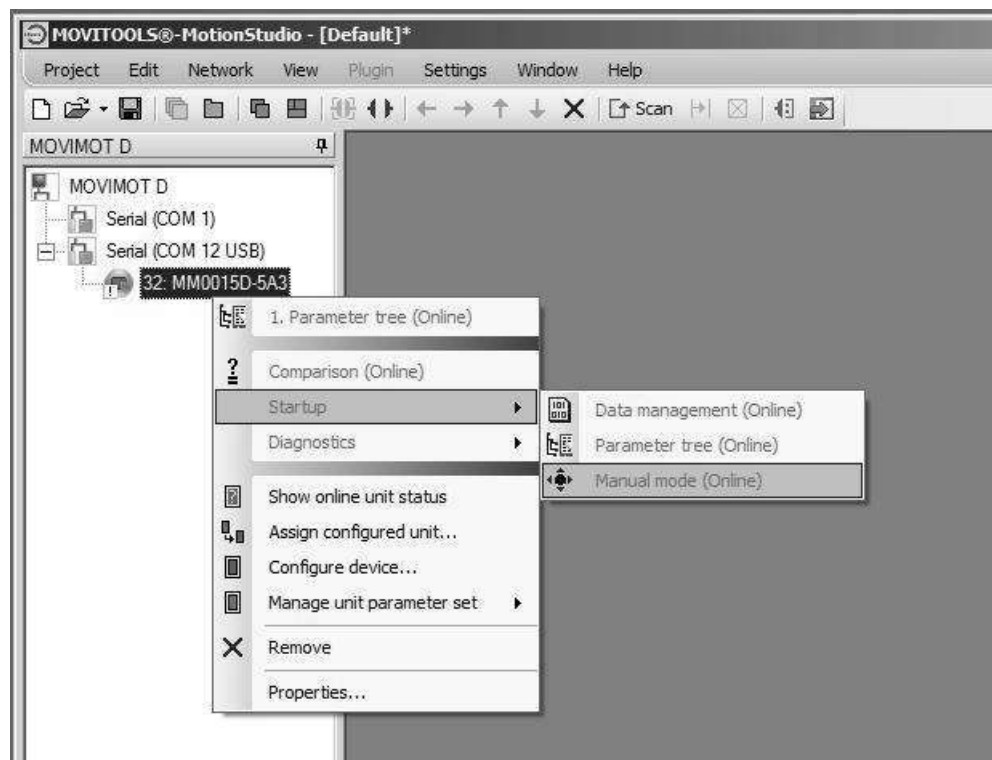 MOVITOOLS®-MotionStudio - [Default]*
Project Edit Network View Plugin Settings Window Help
Scan
MOVIMOT D
MOVIMOT D
Serial (COM 1)
Serial (COM 12 USB)
32: MM0015D-5A3
1. Parameter tree (Online)
Comparison (Online)
Startup
Diagnostics
Show online unit status
Assign configured unit...
Configure device...
Manage unit parameter set
Remove
Properties...
Data management (Online)
Parameter tree (Online)
Manual mode (Online)